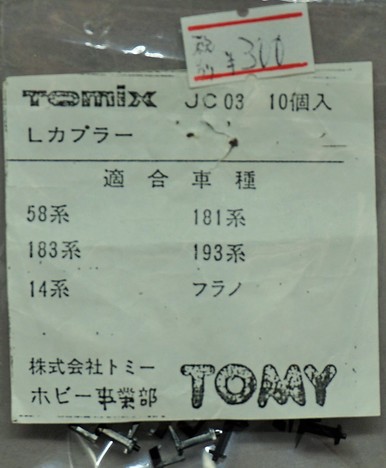 税別 ¥300
TOMIX JC03 10個入
Lカプラー
適合車種
58系 181系
183系 193系
14系 フラノ
株式会社トミー
ホビー事業部 TOMY